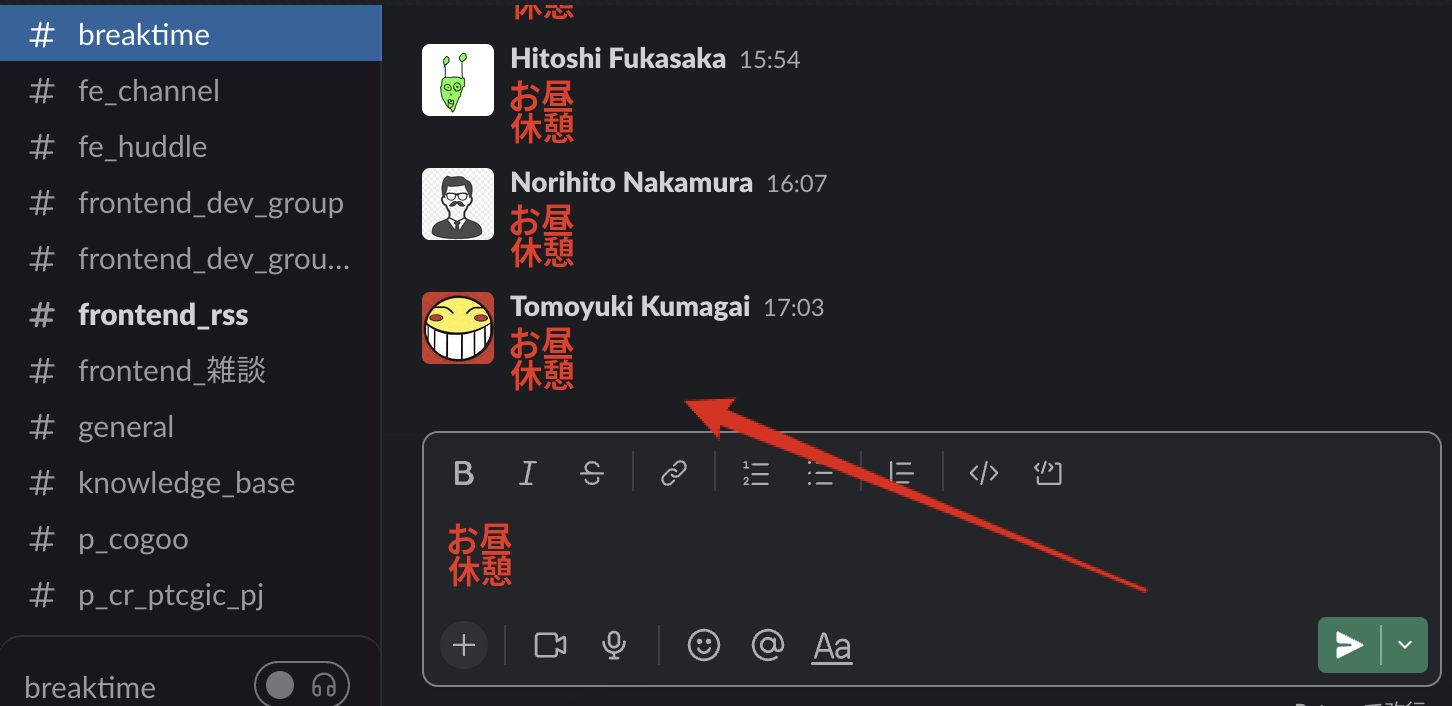 breaktime
fe_channel
fe_huddle
frontend_dev_group
frontend_dev_grou...
frontend_rss
frontend_雑談
general
knowledge_base
p_cogoo
p_cr_ptcgic_pj
breaktime
休憩
Hitoshi Fukasaka 15:54
お昼
休憩
Norihito Nakamura 16:07
お昼
休憩
Tomoyuki Kumagai 17:03
お昼
休憩
お昼
休憩
Aa